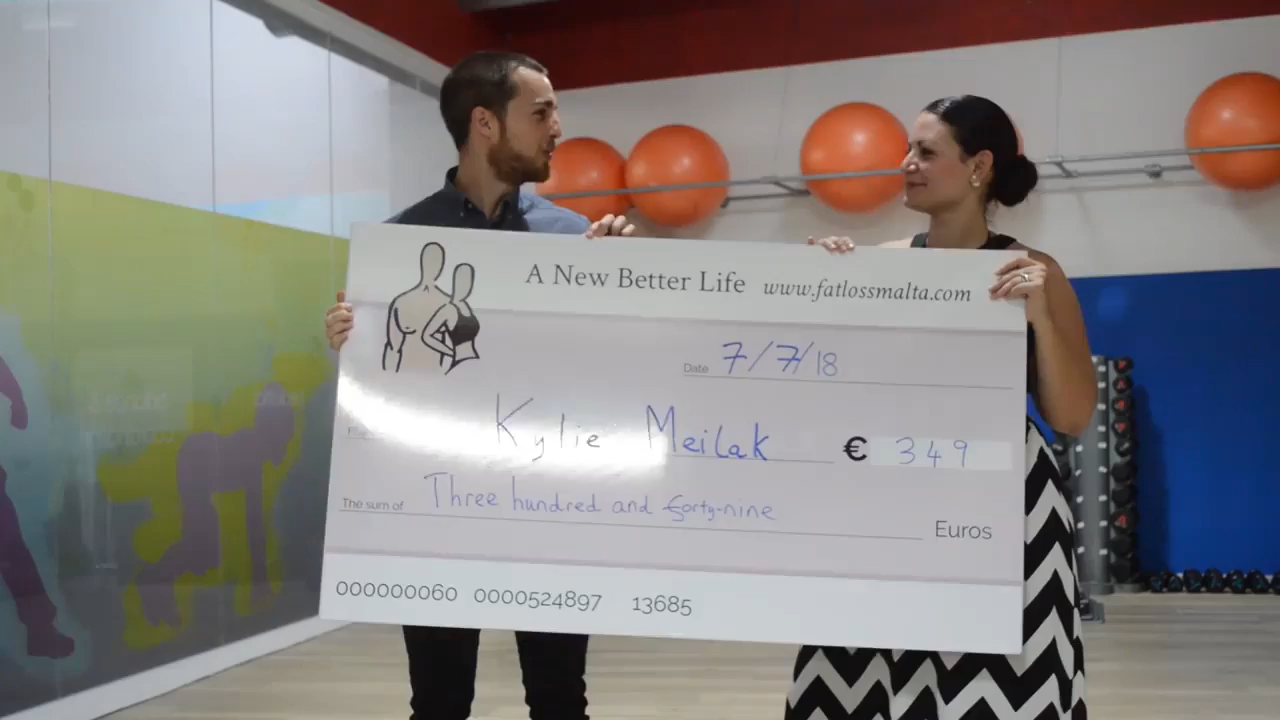 A New Better Life www.fatlossmalta.com
Date 7/7/18
Kylie Meilak € 349
The sum of Three hundred and forty-nine Euros
000000060 0000524897 13685